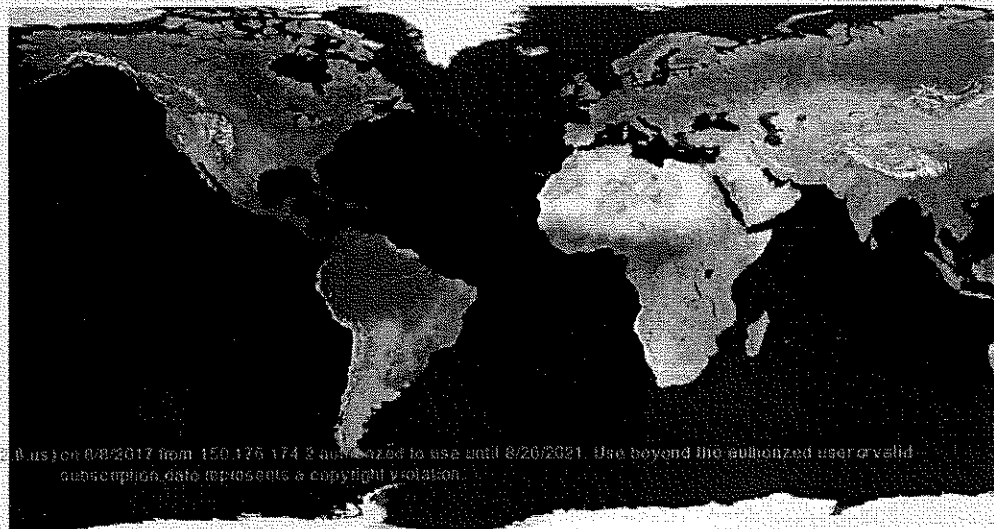 on 8/8/2017 from 150.176.174.2 authorized to use until 8/20/2021. Use beyond the authorized user or valid
subscription date represents a copyright violation.